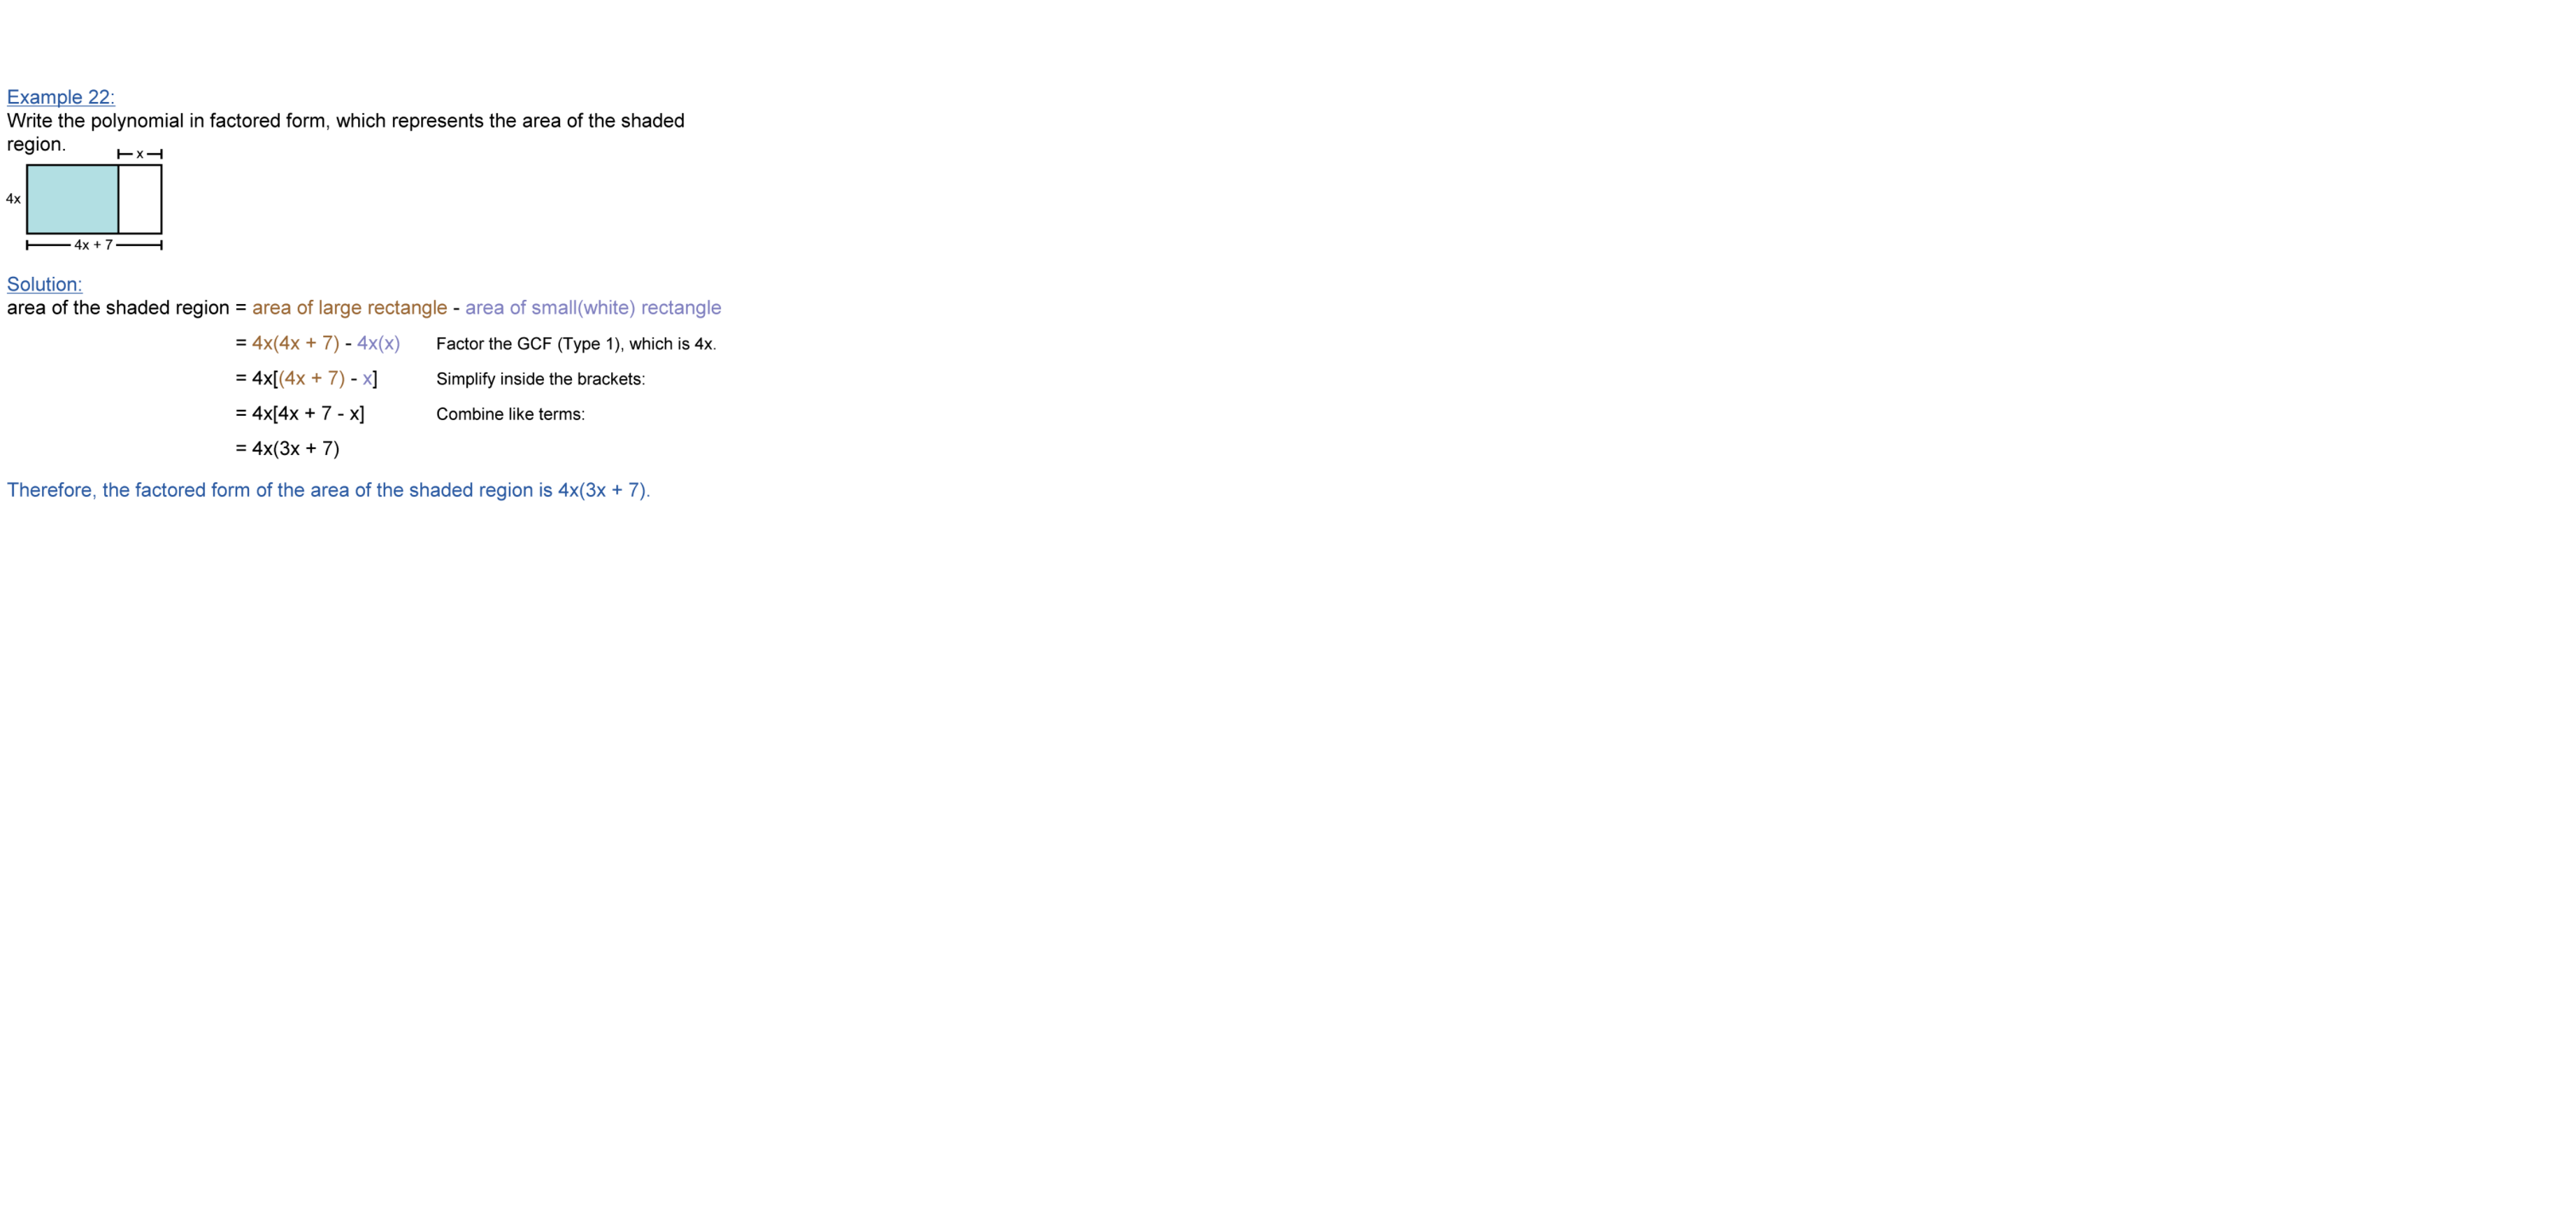 Example 22:
Write the polynomial in factored form, which represents the area of the shaded
region.
x
4x
4x + 7
Solution:
area of the shaded region = area of large rectangle - area of small(white) rectangle
= 4x(4x + 7) - 4x(x) Factor the GCF (Type 1), which is 4x.
= 4x[(4x + 7) - x] Simplify inside the brackets:
= 4x[4x + 7 - x] Combine like terms:
= 4x(3x + 7)
Therefore, the factored form of the area of the shaded region is 4x(3x + 7).